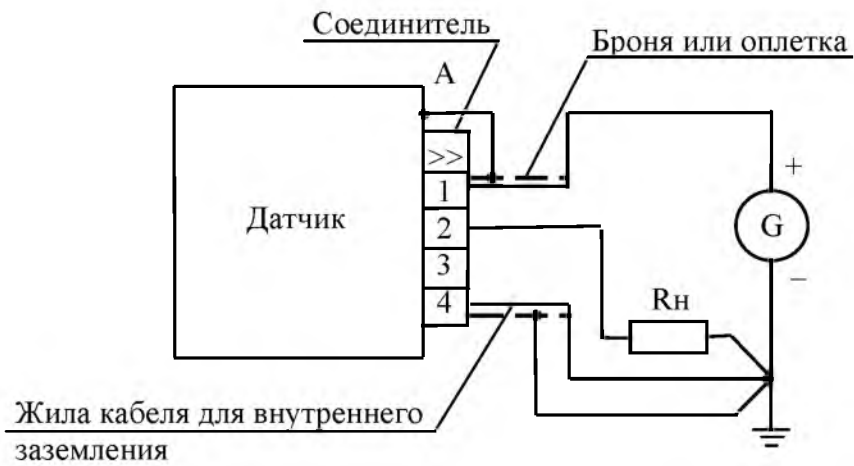 Соединитель
Броня или оплетка
А
>>
1
2
3
4
Датчик
+
G
−
Rн
Жила кабеля для внутреннего
заземления